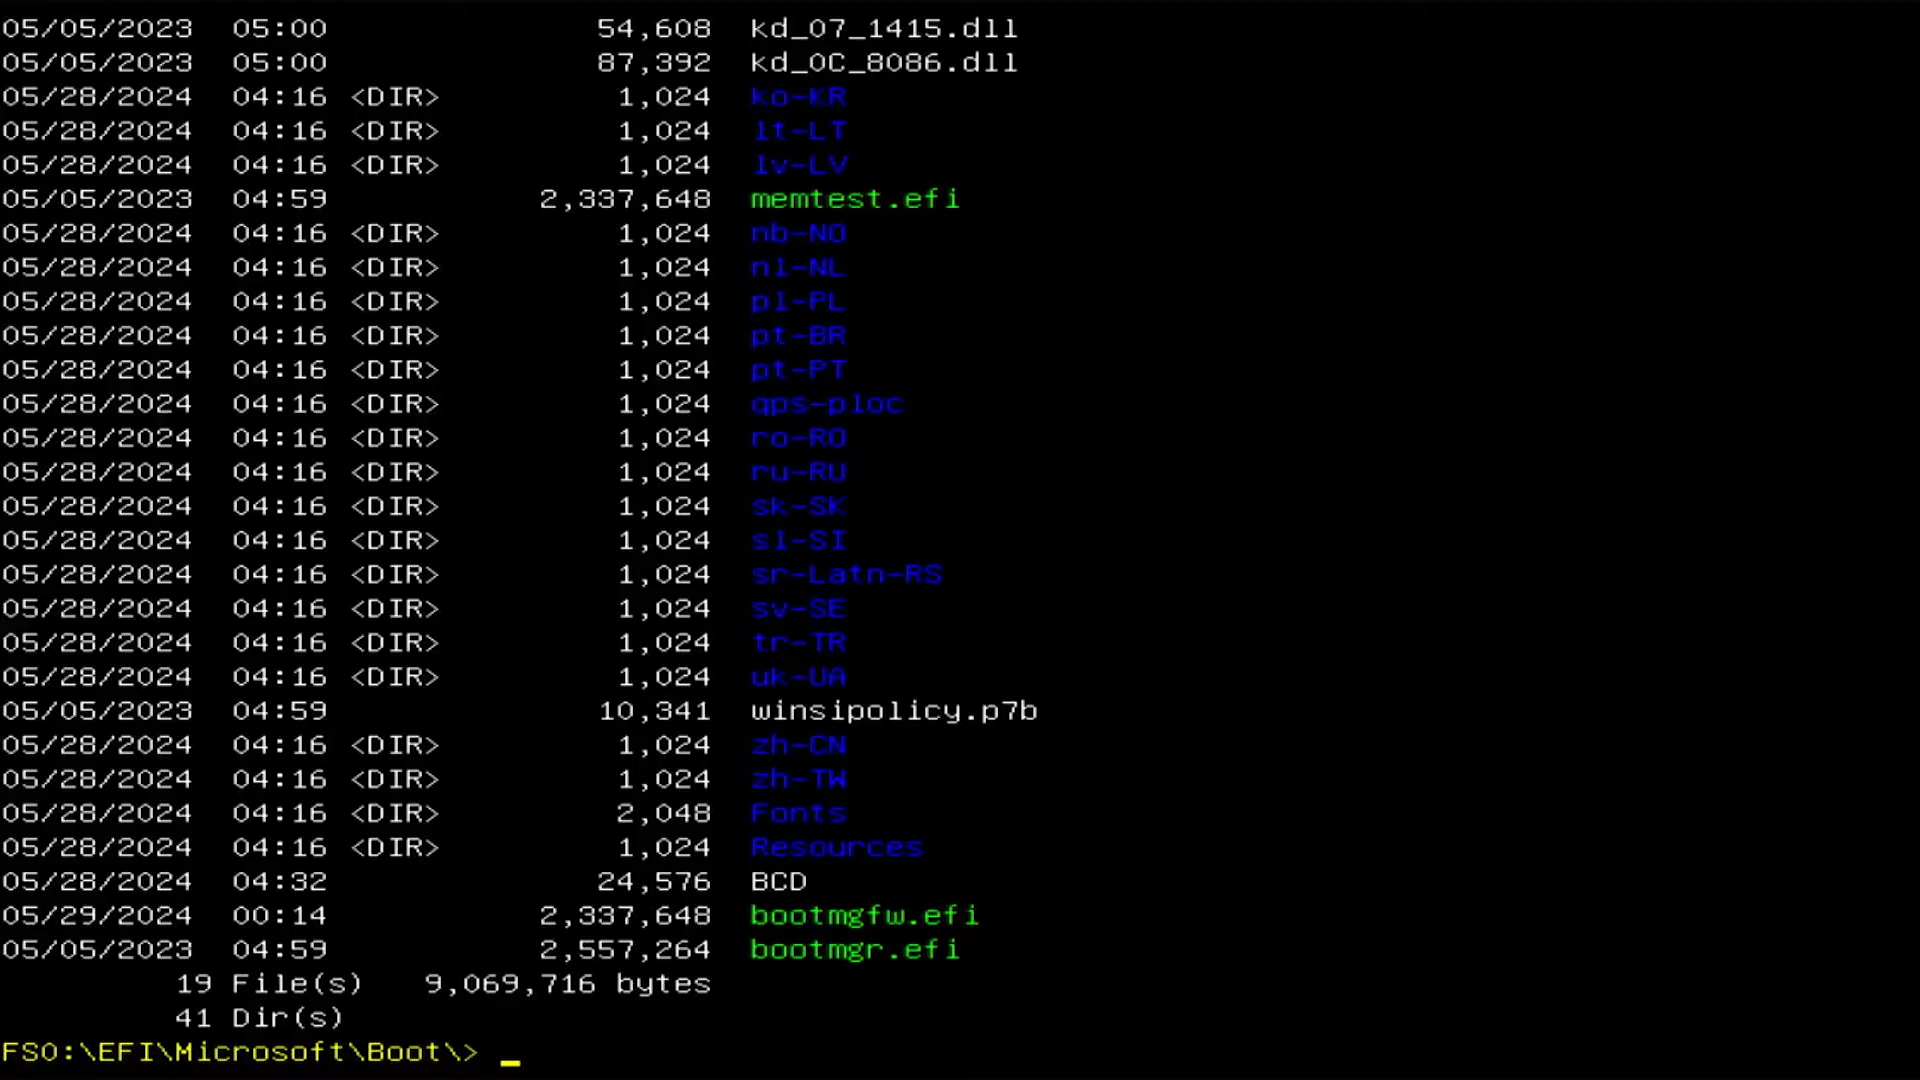 05/05/2023  05:00              54,608  kd_07_1415.dll
05/05/2023  05:00              87,392  kd_0C_8086.dll
05/28/2024  04:16 <DIR>         1,024  ko-KR
05/28/2024  04:16 <DIR>         1,024  lt-LT
05/28/2024  04:16 <DIR>         1,024  lv-LV
05/05/2023  04:59           2,337,648  memtest.efi
05/28/2024  04:16 <DIR>         1,024  nb-NO
05/28/2024  04:16 <DIR>         1,024  nl-NL
05/28/2024  04:16 <DIR>         1,024  pl-PL
05/28/2024  04:16 <DIR>         1,024  pt-BR
05/28/2024  04:16 <DIR>         1,024  pt-PT
05/28/2024  04:16 <DIR>         1,024  qps-ploc
05/28/2024  04:16 <DIR>         1,024  ro-RO
05/28/2024  04:16 <DIR>         1,024  ru-RU
05/28/2024  04:16 <DIR>         1,024  sk-SK
05/28/2024  04:16 <DIR>         1,024  sl-SI
05/28/2024  04:16 <DIR>         1,024  sr-Latn-RS
05/28/2024  04:16 <DIR>         1,024  sv-SE
05/28/2024  04:16 <DIR>         1,024  tr-TR
05/28/2024  04:16 <DIR>         1,024  uk-UA
05/05/2023  04:59              10,341  winsipolicy.p7b
05/28/2024  04:16 <DIR>         1,024  zh-CN
05/28/2024  04:16 <DIR>         1,024  zh-TW
05/28/2024  04:16 <DIR>         2,048  Fonts
05/28/2024  04:16 <DIR>         1,024  Resources
05/28/2024  04:32              24,576  BCD
05/29/2024  00:14           2,337,648  bootmgfw.efi
05/05/2023  04:59           2,557,264  bootmgr.efi
19 File(s)   9,069,716 bytes
41 Dir(s)
FS0:\EFI\Microsoft\Boot\> _